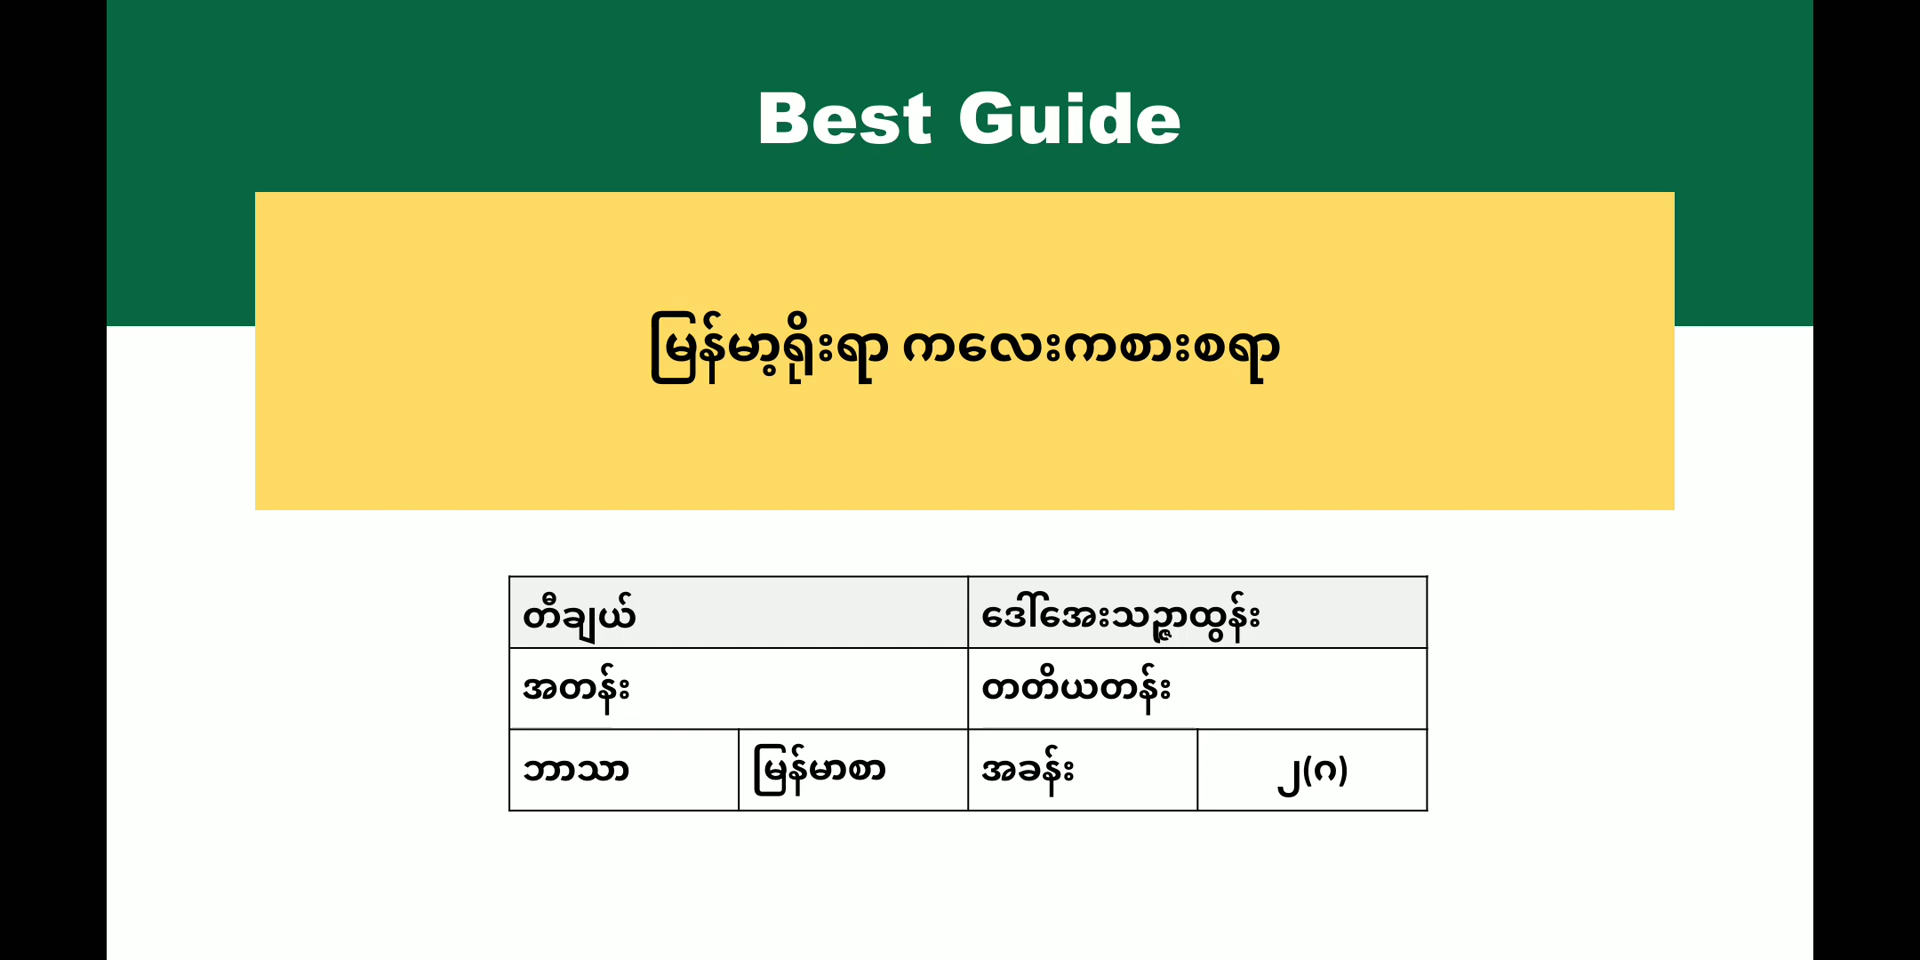 Best Guide
မြန်မာ့ရိုးရာ ကလေးကစားစရာ
တီချယ် ဒေါ်အေးသဉ္ဇာထွန်း
အတန်း တတိယတန်း
ဘာသာ မြန်မာစာ အခန်း ၂(ဂ)